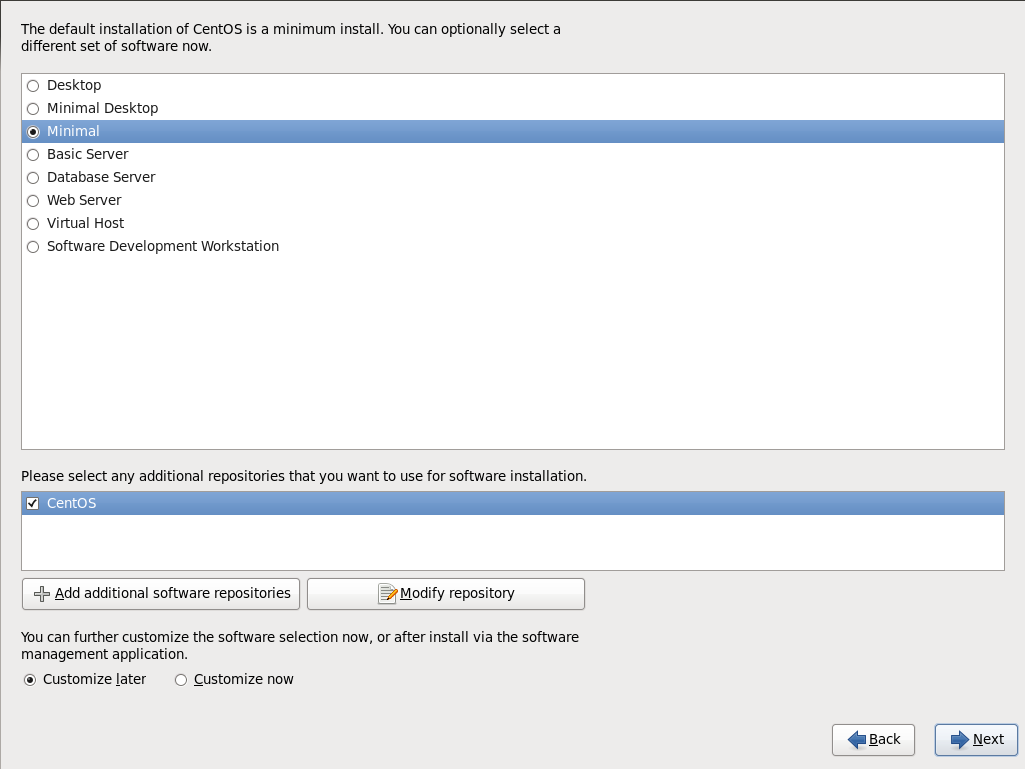 The default installation of CentOS is a minimum install. You can optionally select a
different set of software now.
Desktop
Minimal Desktop
Minimal
Basic Server
Database Server
Web Server
Virtual Host
Software Development Workstation
Please select any additional repositories that you want to use for software installation.
CentOS
Add additional software repositories
Modify repository
You can further customize the software selection now, or after install via the software
management application.
Customize later
Customize now
Back
Next